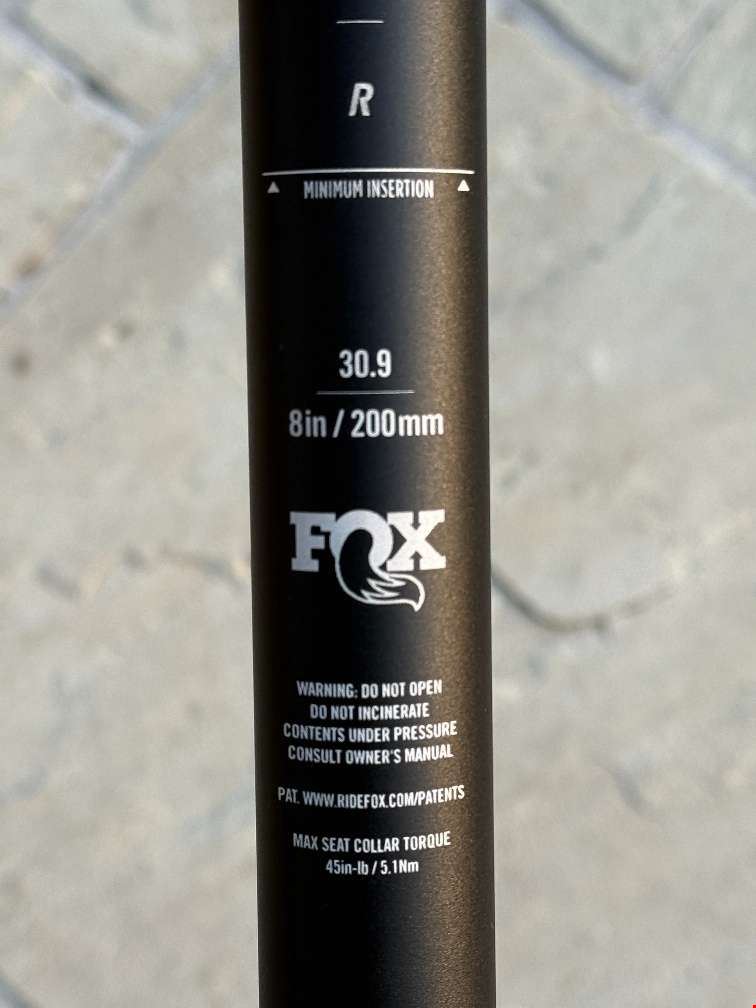 R
MINIMUM INSERTION
30.9
8in / 200mm
FOX
WARNING: DO NOT OPEN
DO NOT INCINERATE
CONTENTS UNDER PRESSURE
CONSULT OWNER'S MANUAL
PAT. WWW.RIDEFOX.COM/PATENTS
MAX SEAT COLLAR TORQUE
45in-lb / 5.1Nm